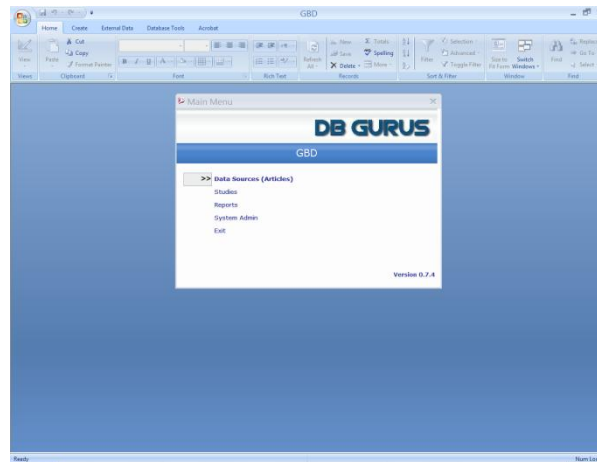 GBD
Home Create External Data Database Tools Acrobat
View
Paste
Cut
Copy
Format Painter
Refresh All
New
Save
Delete
Totals
Spelling
More
Filter
Selection
Advanced
Toggle Filter
Size to Fit Form
Switch Windows
Find
Replace
Go To
Select
Views Clipboard Font Rich Text Records Sort & Filter Window Find
Main Menu
DB GURUS
GBD
>> Data Sources (Articles)
Studies
Reports
System Admin
Exit
Version 0.7.4
Ready
Num Loc